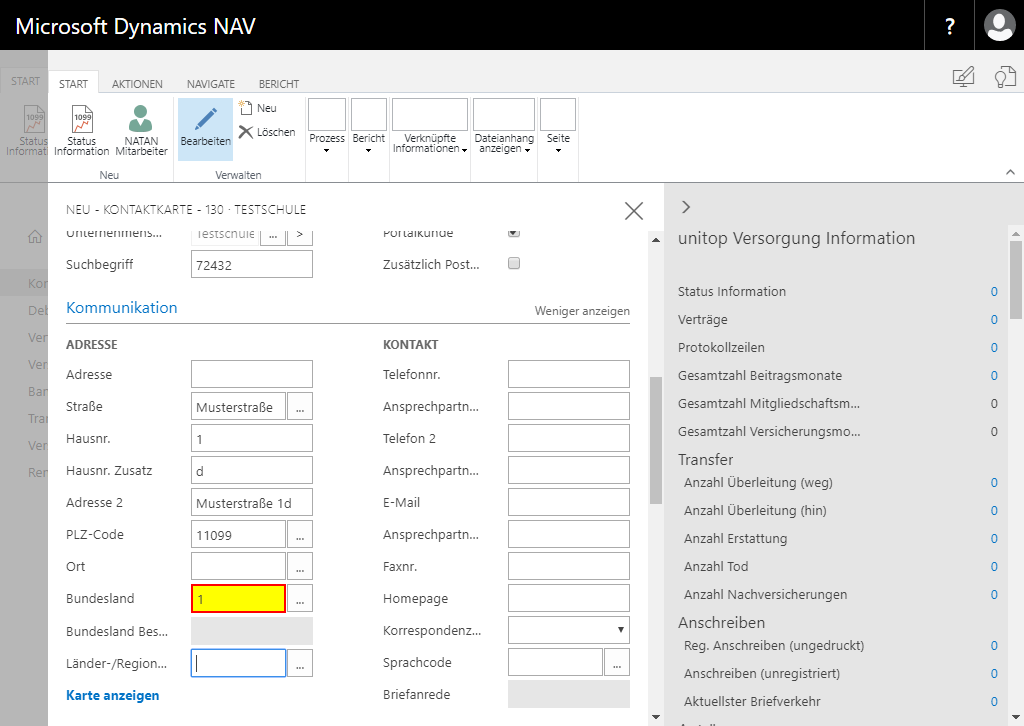 Microsoft Dynamics NAV
?
START
START
AKTIONEN
NAVIGATE
BERICHT
1099
Status
Informat
1099
Status
Information
NATAN
Mitarbeiter
Neu
Bearbeiten
Neu
Löschen
Verwalten
Prozess
Bericht
Verknüpfte
Informationen
Dateianhang
anzeigen
Seite
NEU - KONTAKTKARTE - 130 · TESTSCHULE
Unternehmens... Testschule ... > Portalkunde
Suchbegriff 72432 Zusätzlich Post...
Kommunikation Weniger anzeigen
ADRESSE KONTAKT
Adresse Telefonnr.
Straße Musterstraße ... Ansprechpartn...
Hausnr. 1 Telefon 2
Hausnr. Zusatz d Ansprechpartn...
Adresse 2 Musterstraße 1d E-Mail
PLZ-Code 11099 ... Ansprechpartn...
Ort ... Faxnr.
Bundesland 1 ... Homepage
Bundesland Bes... Korrespondenz...
Länder-/Region... ... Sprachcode ...
Karte anzeigen Briefanrede
Kor
Deb
Ver
Ver
Ban
Tra
Ver
Ren
unitop Versorgung Information
Status Information 0
Verträge 0
Protokollzeilen 0
Gesamtzahl Beitragsmonate 0
Gesamtzahl Mitgliedschaftsm... 0
Gesamtzahl Versicherungsmo... 0
Transfer
Anzahl Überleitung (weg) 0
Anzahl Überleitung (hin) 0
Anzahl Erstattung 0
Anzahl Tod 0
Anzahl Nachversicherungen 0
Anschreiben
Reg. Anschreiben (ungedruckt) 0
Anschreiben (unregistriert) 0
Aktuellster Briefverkehr 0